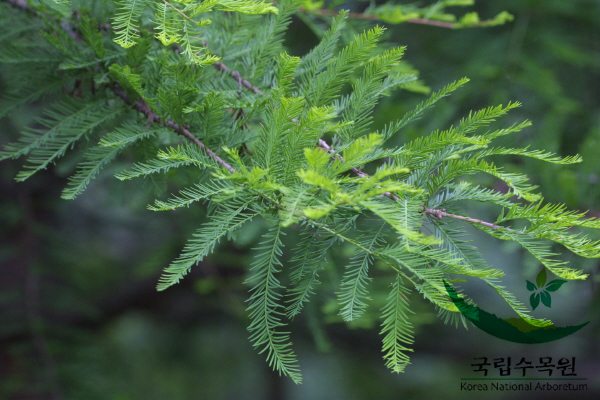 국립수목원
Korea National Arboretum